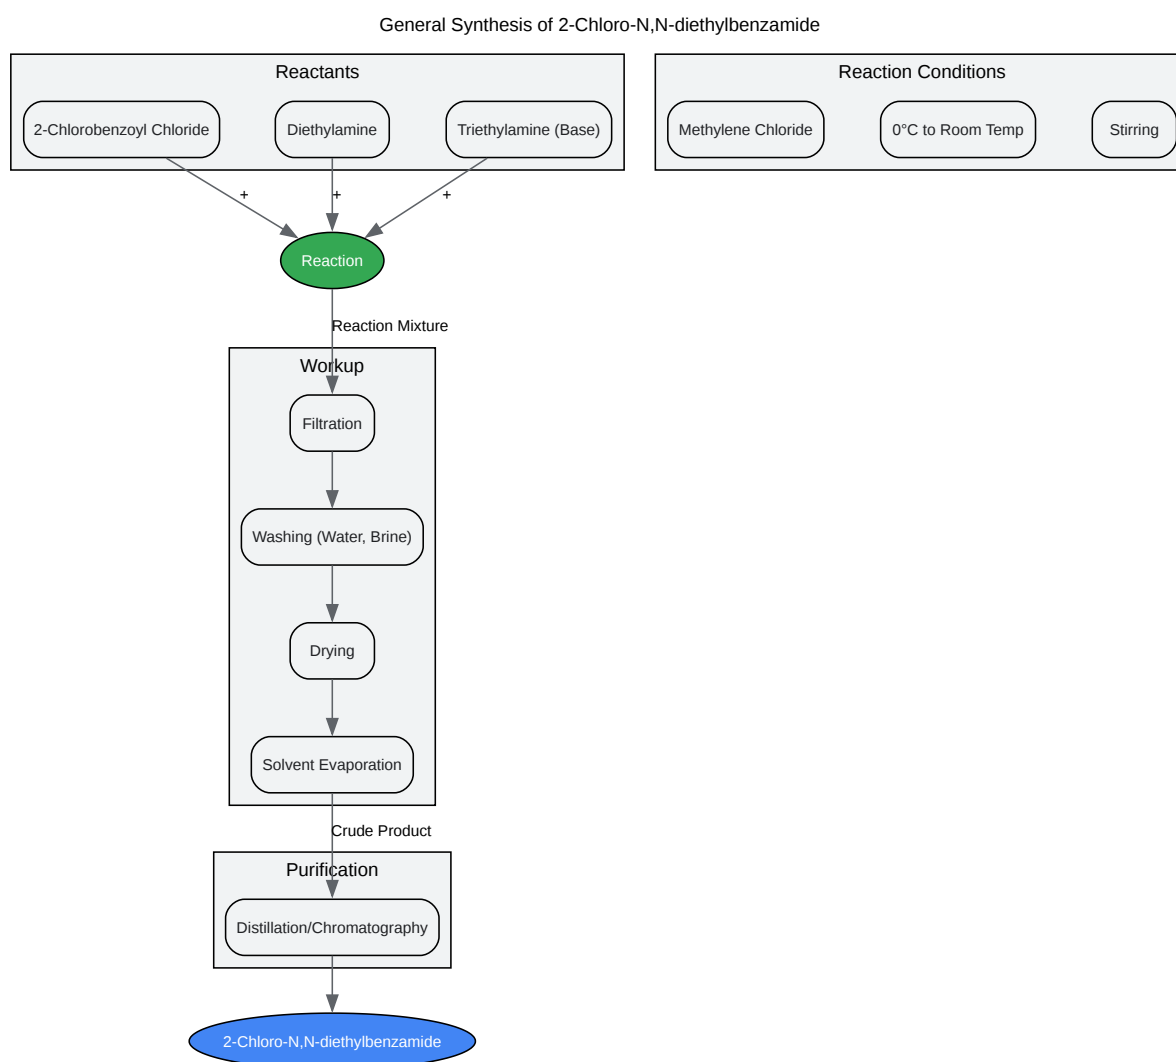 General Synthesis of 2-Chloro-N,N-diethylbenzamide
Reactants
2-Chlorobenzoyl Chloride
Diethylamine
Triethylamine (Base)
Reaction Conditions
Methylene Chloride
0°C to Room Temp
Stirring
+
+
+
Reaction
Reaction Mixture
Workup
Filtration
Washing (Water, Brine)
Drying
Solvent Evaporation
Crude Product
Purification
Distillation/Chromatography
2-Chloro-N,N-diethylbenzamide